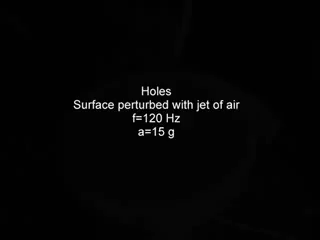 Holes
Surface perturbed with jet of air
f=120 Hz
a=15 g